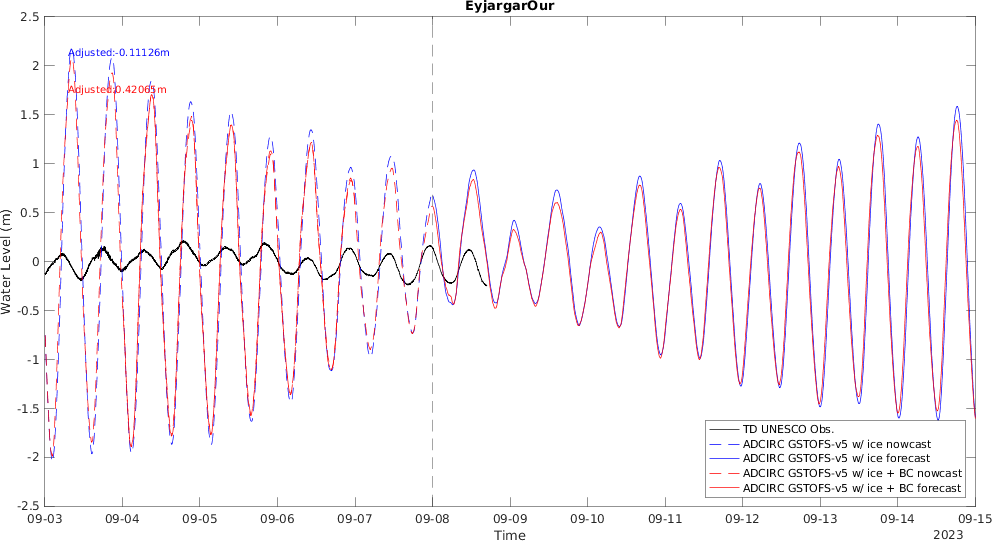 EyjargarOur
Adjusted:-0.11126m
Adjusted:0.42065m
Water Level (m)
2.5
2
1.5
1
0.5
0
-0.5
-1
-1.5
-2
-2.5
TD UNESCO Obs.
ADCIRC GSTOFS-v5 w/ ice nowcast
ADCIRC GSTOFS-v5 w/ ice forecast
ADCIRC GSTOFS-v5 w/ ice + BC nowcast
ADCIRC GSTOFS-v5 w/ ice + BC forecast
09-03 09-04 09-05 09-06 09-07 09-08 09-09 09-10 09-11 09-12 09-13 09-14 09-15
Time
2023